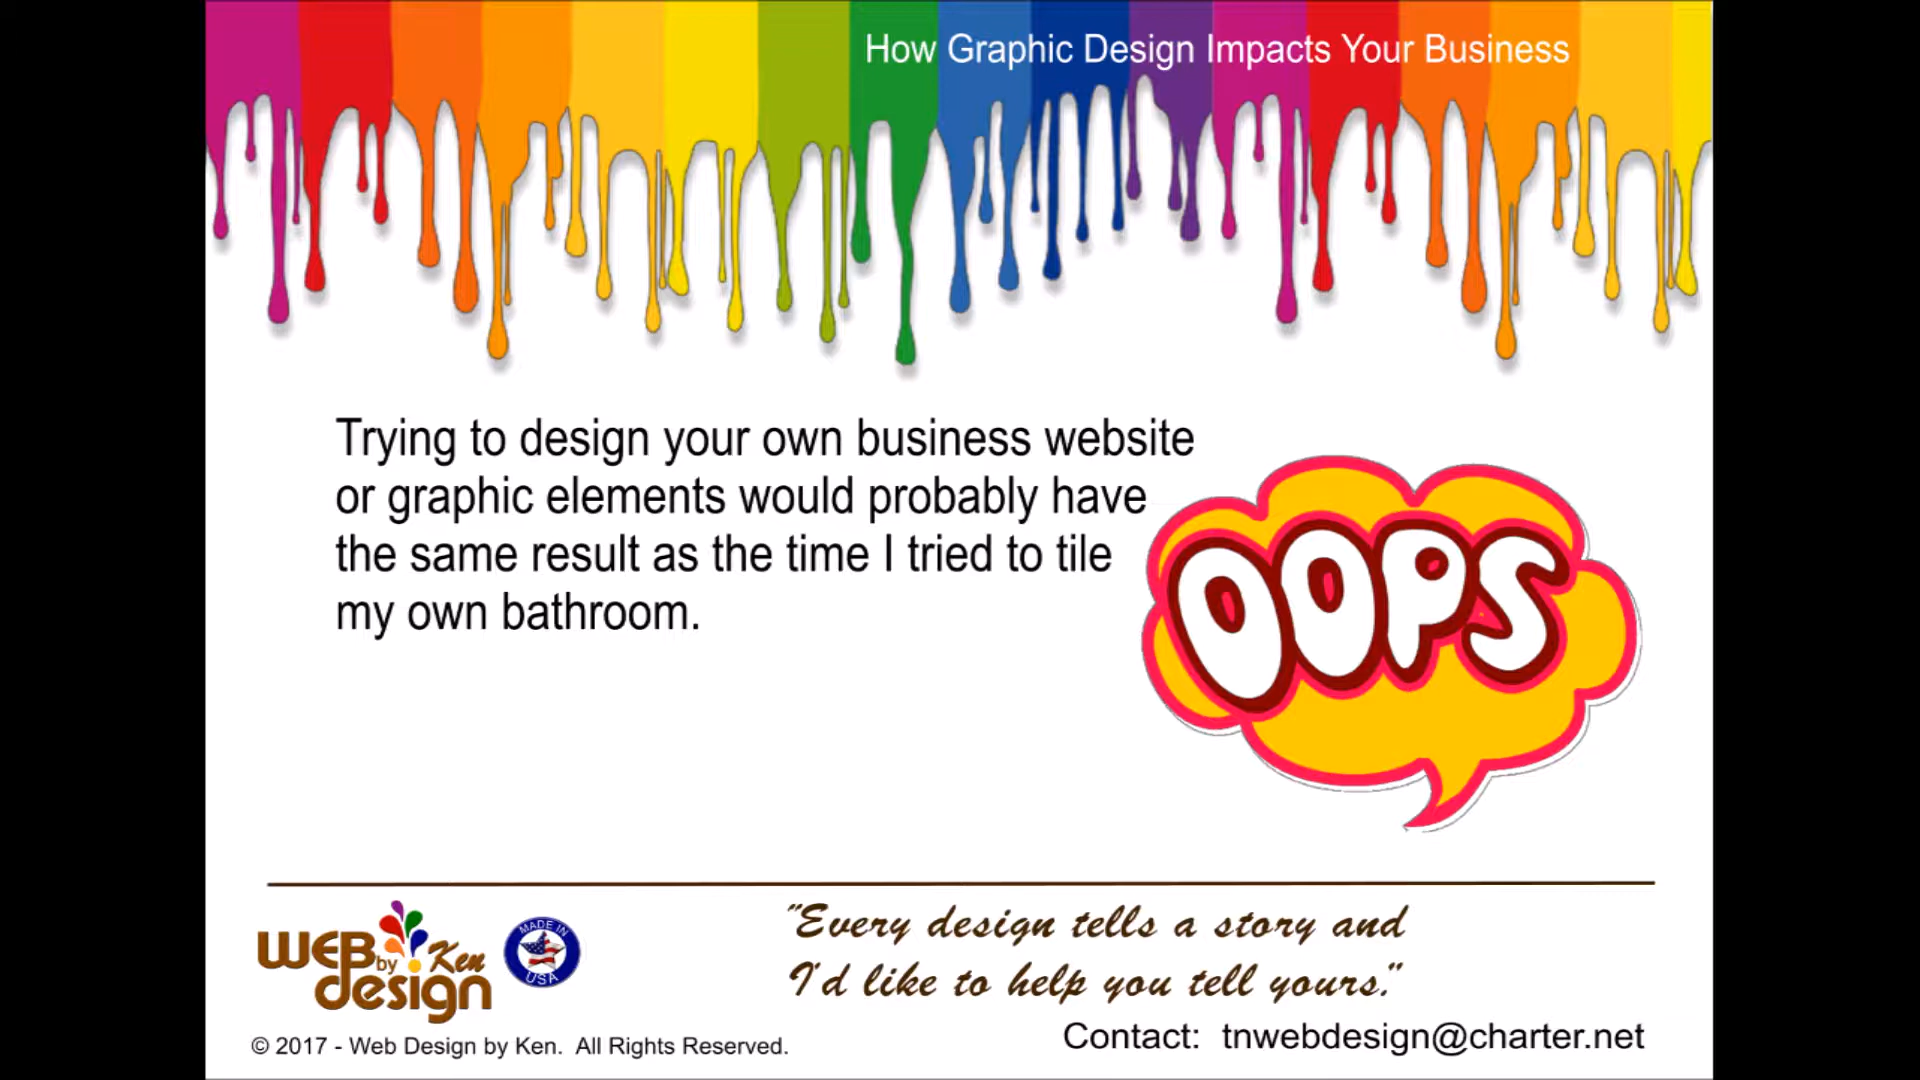 How Graphic Design Impacts Your Business
Trying to design your own business website
or graphic elements would probably have
the same result as the time I tried to tile
my own bathroom.
OOPS
WEB by Ken
design
MADE IN
USA
"Every design tells a story and
I'd like to help you tell yours."
© 2017 - Web Design by Ken.  All Rights Reserved.
Contact:  tnwebdesign@charter.net